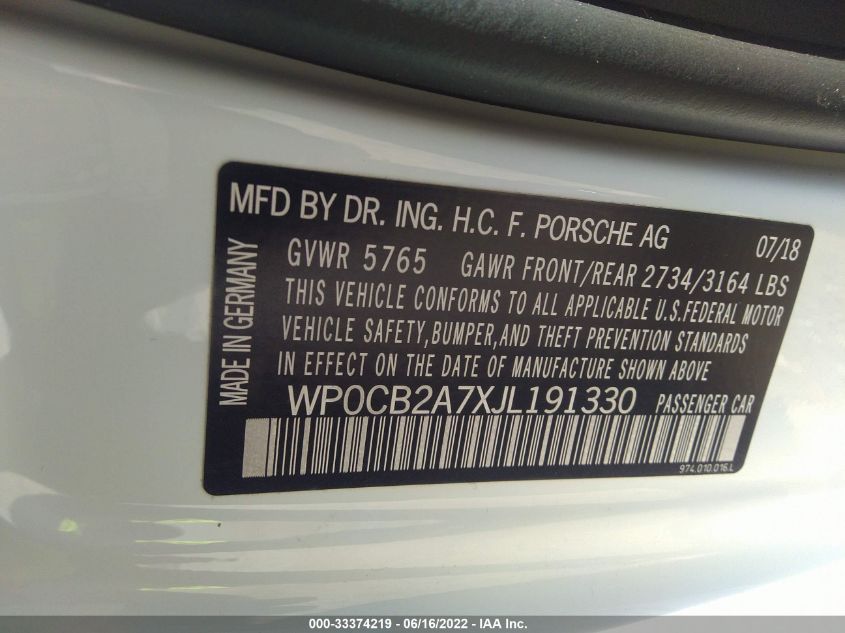 MFD BY DR. ING. H.C. F. PORSCHE AG 07/18
MADE IN GERMANY
GVWR 5765 GAWR FRONT/REAR 2734/3164 LBS
THIS VEHICLE CONFORMS TO ALL APPLICABLE U.S.FEDERAL MOTOR
VEHICLE SAFETY,BUMPER,AND THEFT PREVENTION STANDARDS
IN EFFECT ON THE DATE OF MANUFACTURE SHOWN ABOVE
WP0CB2A7XJL191330 PASSENGER CAR
974.010.016.L
000-33374219 - 06/16/2022 - IAA Inc.